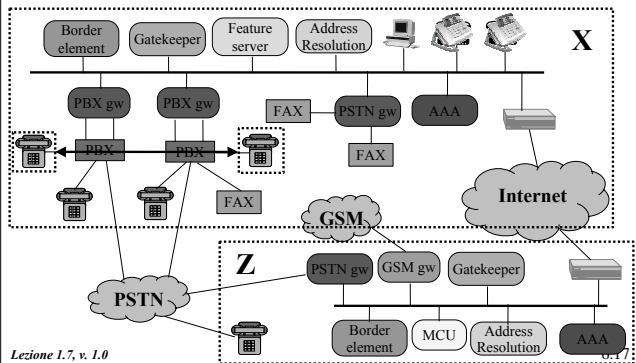 Border
element
Gatekeeper
Feature
server
Address
Resolution
X
PBX gw
PBX gw
FAX
PSTN gw
AAA
FAX
PBX
PBX
FAX
Internet
GSM
Z
PSTN gw
GSM gw
Gatekeeper
PSTN
Border
element
MCU
Address
Resolution
AAA
Lezione 1.7, v. 1.0